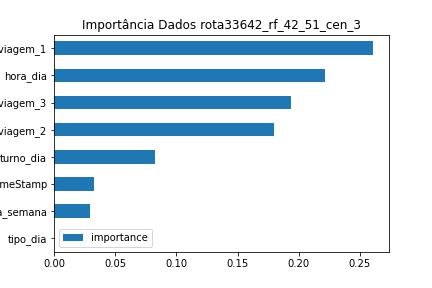 Importância Dados rota33642_rf_42_51_cen_3
viagem_1
hora_dia
viagem_3
viagem_2
turno_dia
meStamp
a_semana
tipo_dia
importance
0.00 0.05 0.10 0.15 0.20 0.25